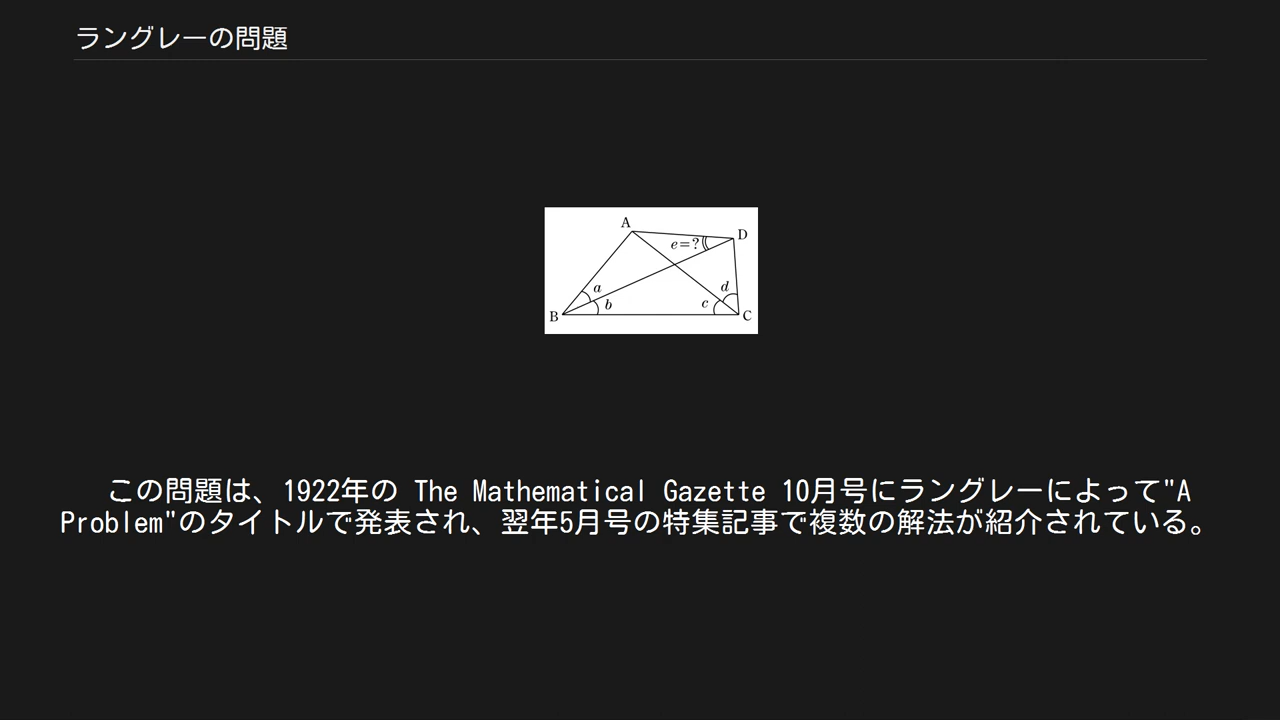 ラングレーの問題
A
D
e=?
a
b
c
d
B
C
この問題は、1922年の The Mathematical Gazette 10月号にラングレーによって"A
Problem"のタイトルで発表され、翌年5月号の特集記事で複数の解法が紹介されている。